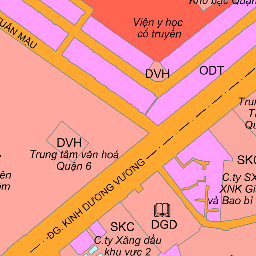 Kho bạc Quận
Viện y học
cổ truyền
TUẤN MẬU
DVH
ODT
DVH
Trung tâm văn hoá
Quận 6
ĐG. KINH DƯƠNG VƯƠNG
SKC
C.ty SX
XNK Gi
và Bao bì
DGD
SKC
C.ty Xăng dầu
khu vực 2